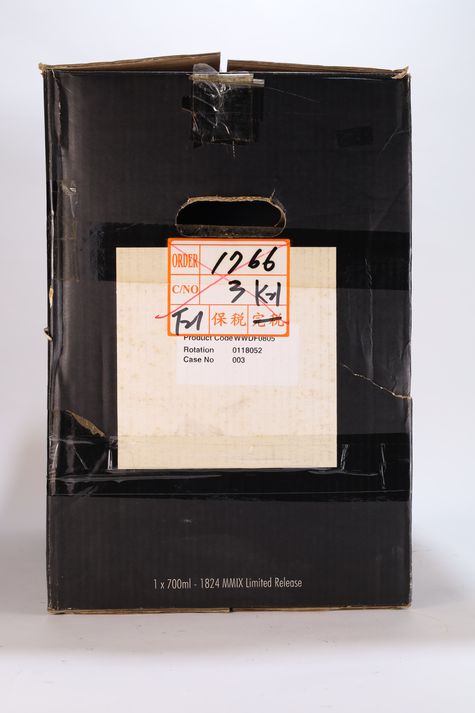 ORDER 1766
C/NO 3 K-1
T-1 保税 完税
Product Code WWDF0805
Rotation 0118052
Case No 003
1 x 700ml - 1824 MMIX Limited Release